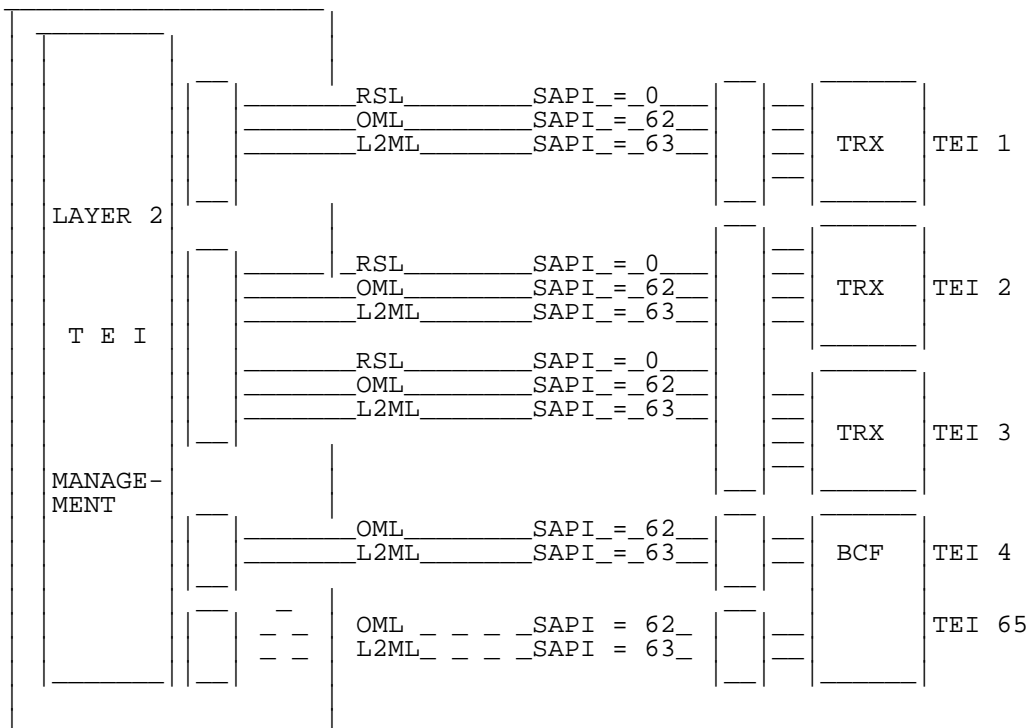 RSL SAPI = 0
OML SAPI = 62
L2ML SAPI = 63
TRX TEI 1
LAYER 2
RSL SAPI = 0
OML SAPI = 62
L2ML SAPI = 63
TRX TEI 2
T E I
RSL SAPI = 0
OML SAPI = 62
L2ML SAPI = 63
TRX TEI 3
MANAGE-
MENT
OML SAPI = 62
L2ML SAPI = 63
BCF TEI 4
OML SAPI = 62
L2ML SAPI = 63
TEI 65